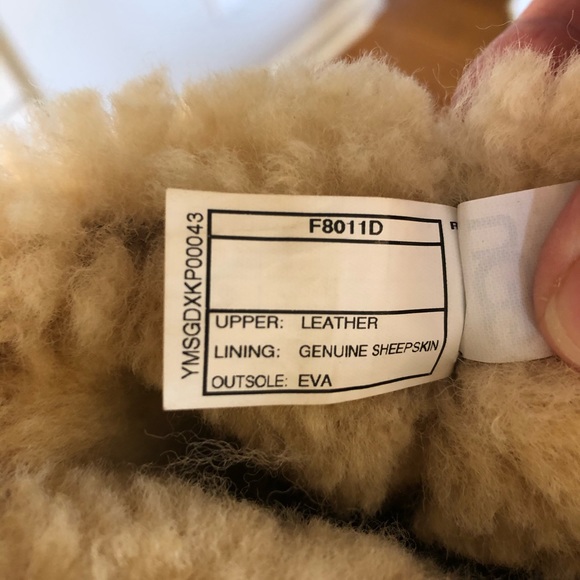 F8011D
UPPER: LEATHER
LINING: GENUINE SHEEPSKIN
OUTSOLE: EVA
YMSGDXKP00043